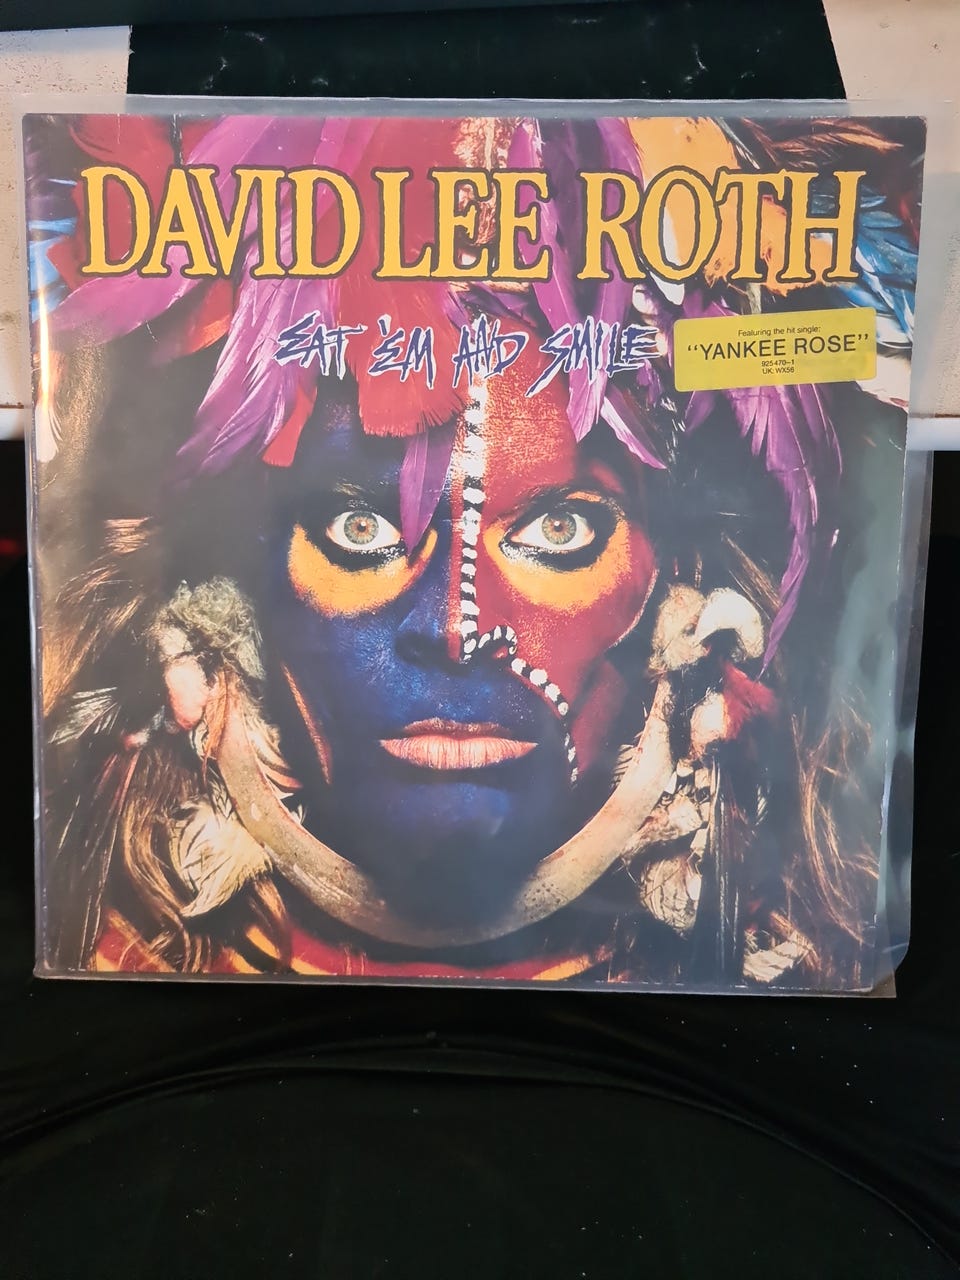 DAVID LEE ROTH
EAT 'EM AND SMILE
Featuring the hit single:
"YANKEE ROSE"
925 470-1
UK: WX56